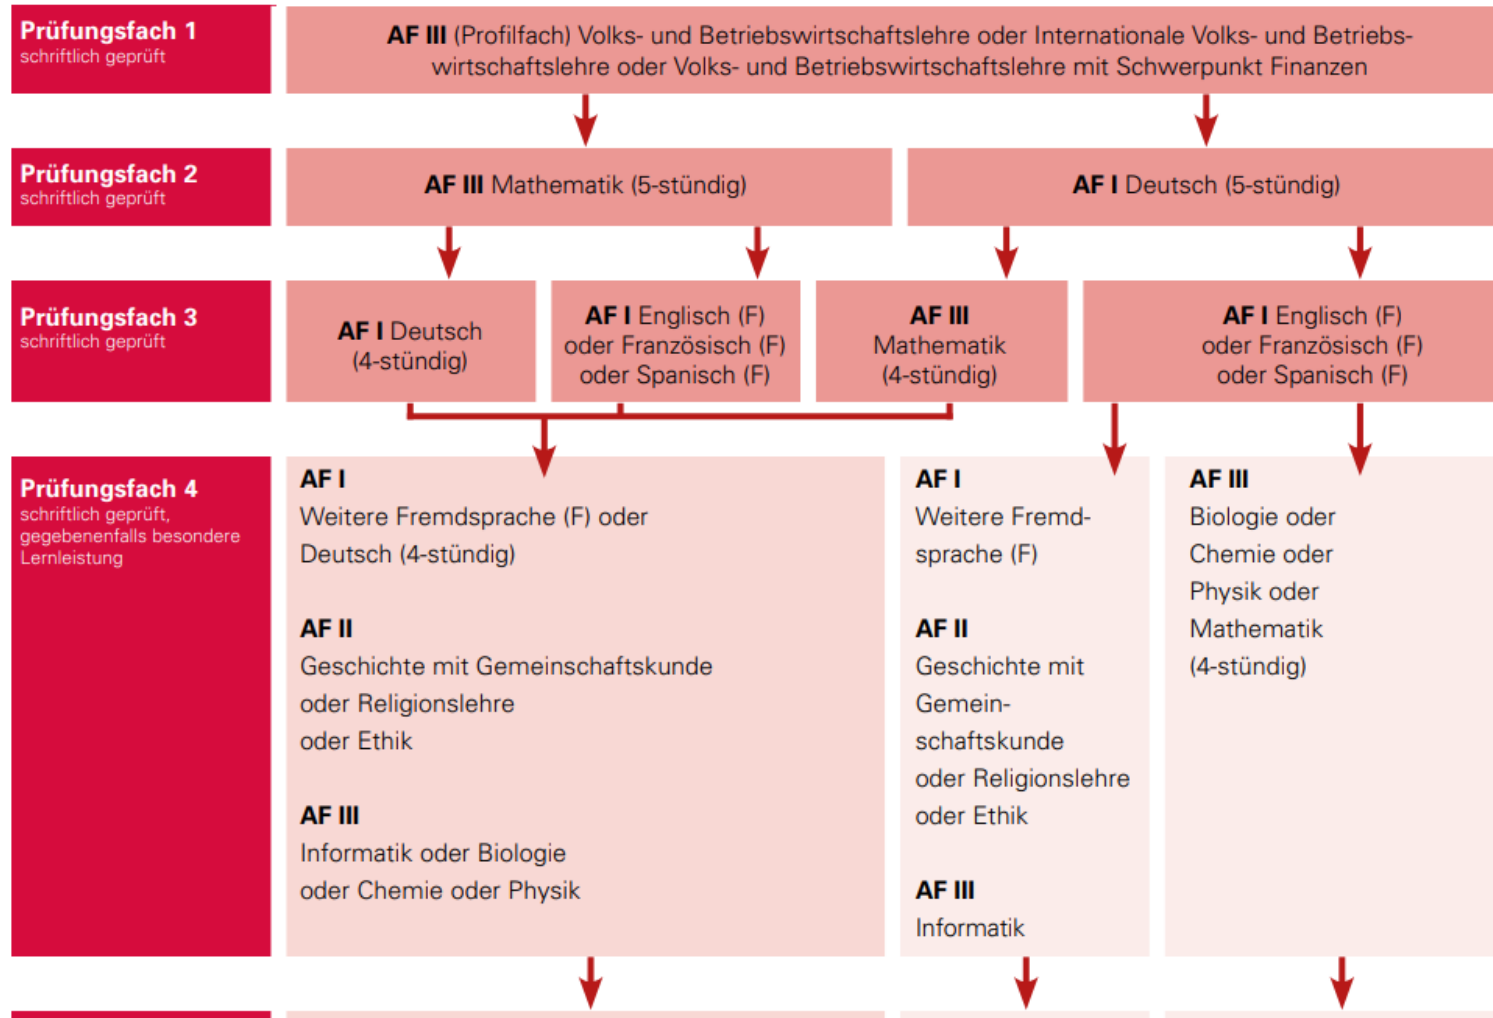 Prüfungsfach 1
schriftlich geprüft
AF III (Profilfach) Volks- und Betriebswirtschaftslehre oder Internationale Volks- und Betriebs-
wirtschaftslehre oder Volks- und Betriebswirtschaftslehre mit Schwerpunkt Finanzen
Prüfungsfach 2
schriftlich geprüft
AF III Mathematik (5-stündig)
AF I Deutsch (5-stündig)
Prüfungsfach 3
schriftlich geprüft
AF I Deutsch
(4-stündig)
AF I Englisch (F)
oder Französisch (F)
oder Spanisch (F)
AF III
Mathematik
(4-stündig)
AF I Englisch (F)
oder Französisch (F)
oder Spanisch (F)
Prüfungsfach 4
schriftlich geprüft,
gegebenenfalls besondere
Lernleistung
AF I
Weitere Fremdsprache (F) oder
Deutsch (4-stündig)
AF II
Geschichte mit Gemeinschaftskunde
oder Religionslehre
oder Ethik
AF III
Informatik oder Biologie
oder Chemie oder Physik
AF I
Weitere Fremd-
sprache (F)
AF II
Geschichte mit
Gemein-
schaftskunde
oder Religionslehre
oder Ethik
AF III
Informatik
AF III
Biologie oder
Chemie oder
Physik oder
Mathematik
(4-stündig)